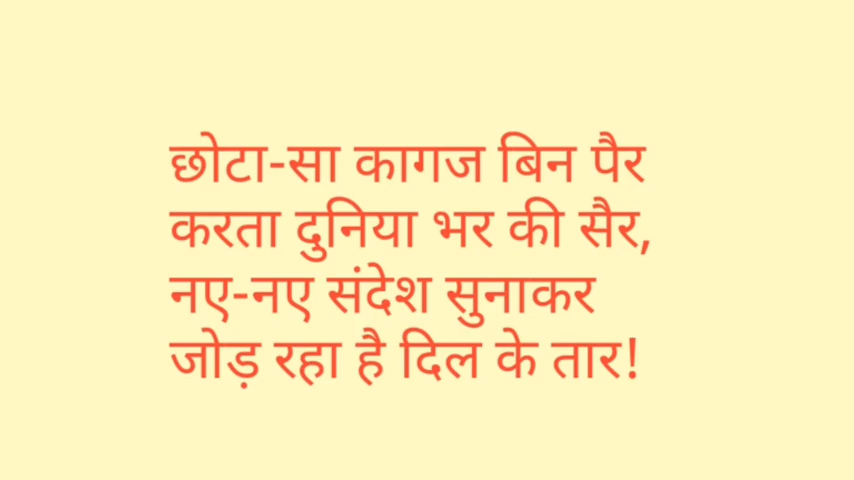 छोटा-सा कागज बिन पैर
करता दुनिया भर की सैर,
नए-नए संदेश सुनाकर
जोड़ रहा है दिल के तार!